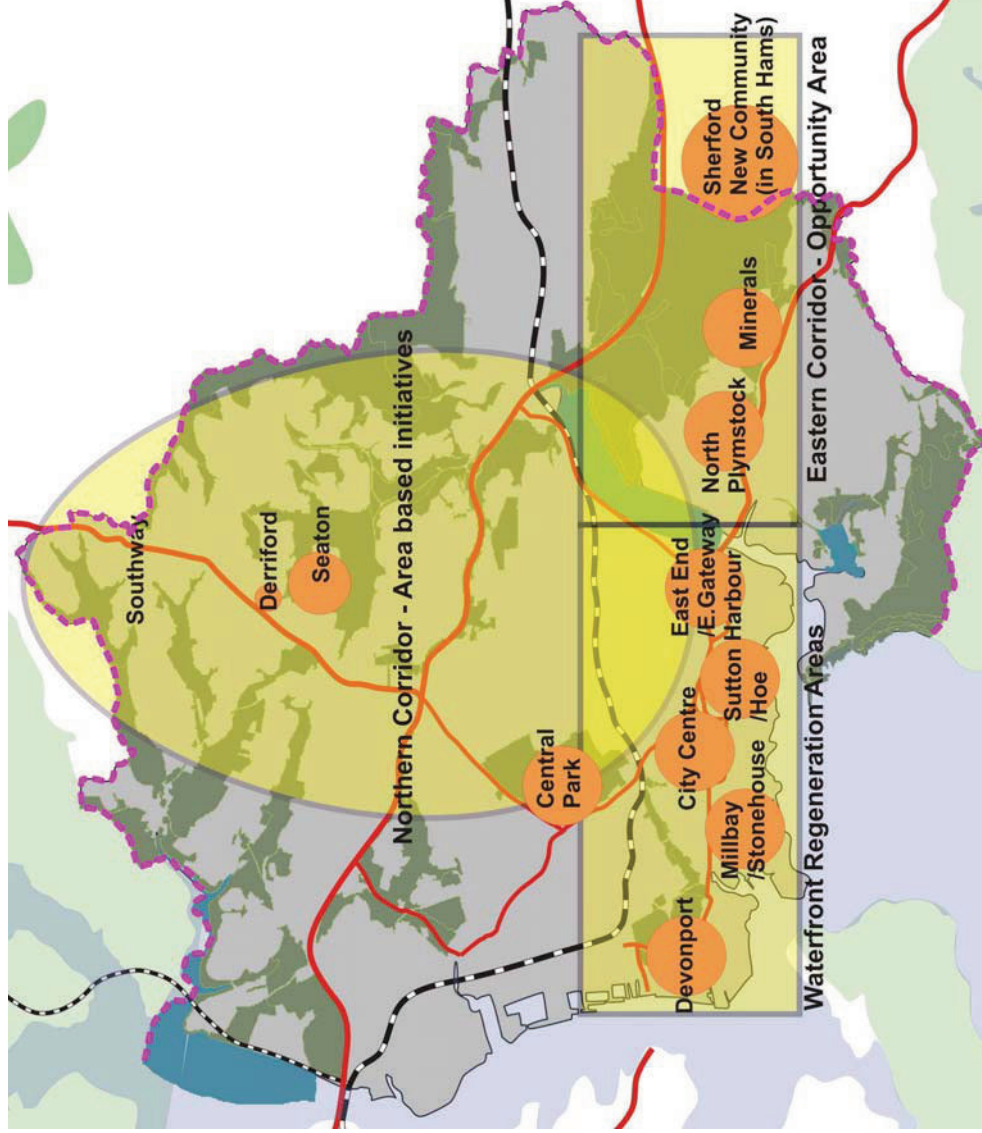 Southway
Derriford
Seaton
Northern Corridor - Area based initiatives
Central
Park
Devonport
Millbay
/Stonehouse
City Centre
Sutton Harbour
/Hoe
East End
/E.Gateway
North
Plymstock
Minerals
Sherford
New Community
(in South Hams)
Waterfront Regeneration Areas
Eastern Corridor - Opportunity Area